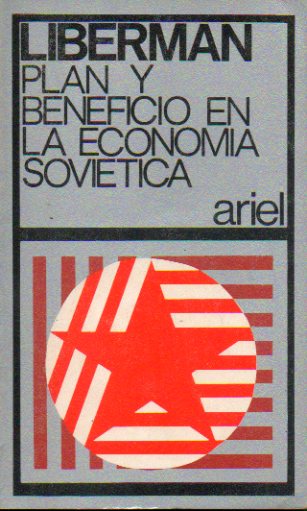 LIBERMAN
PLAN Y
BENEFICIO EN
LA ECONOMIA
SOVIETICA
ariel